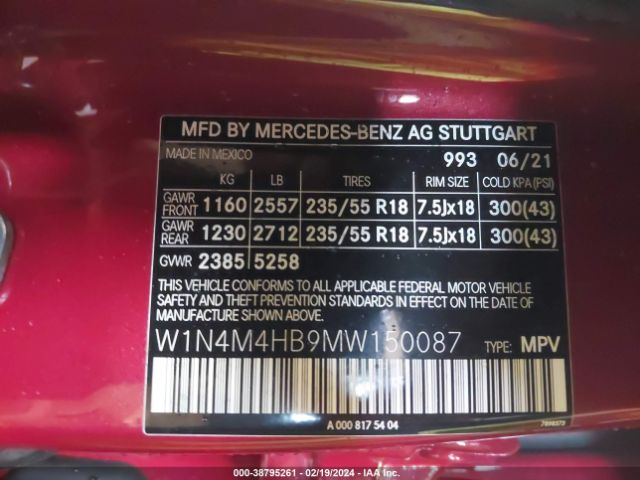 MFD BY MERCEDES-BENZ AG STUTTGART
MADE IN MEXICO 993 06/21
KG LB TIRES RIM SIZE COLD KPA (PSI)
GAWR FRONT 1160 2557 235/55 R18 7.5Jx18 300(43)
GAWR REAR 1230 2712 235/55 R18 7.5Jx18 300(43)
GVWR 2385 5258
THIS VEHICLE CONFORMS TO ALL APPLICABLE FEDERAL MOTOR VEHICLE
SAFETY AND THEFT PREVENTION STANDARDS IN EFFECT ON THE DATE
OF MANUFACTURE SHOWN ABOVE.
W1N4M4HB9MW150087 TYPE: MPV
A 000 817 54 04
000-38795261 - 02/19/2024 - IAA Inc.